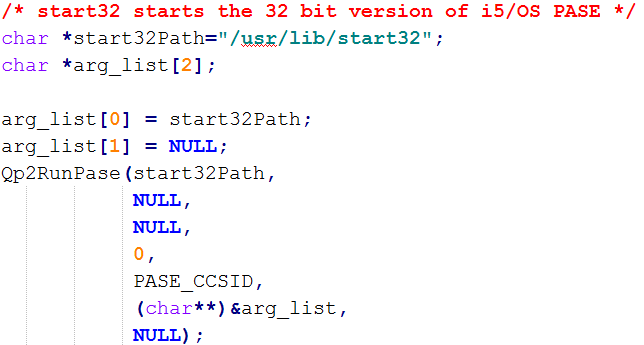 /* start32 starts the 32 bit version of i5/OS PASE */
char *start32Path="/usr/lib/start32";
char *arg_list[2];
arg_list[0] = start32Path;
arg_list[1] = NULL;
Qp2RunPase(start32Path,
NULL,
NULL,
0,
PASE_CCSID,
(char**)&arg_list,
NULL);